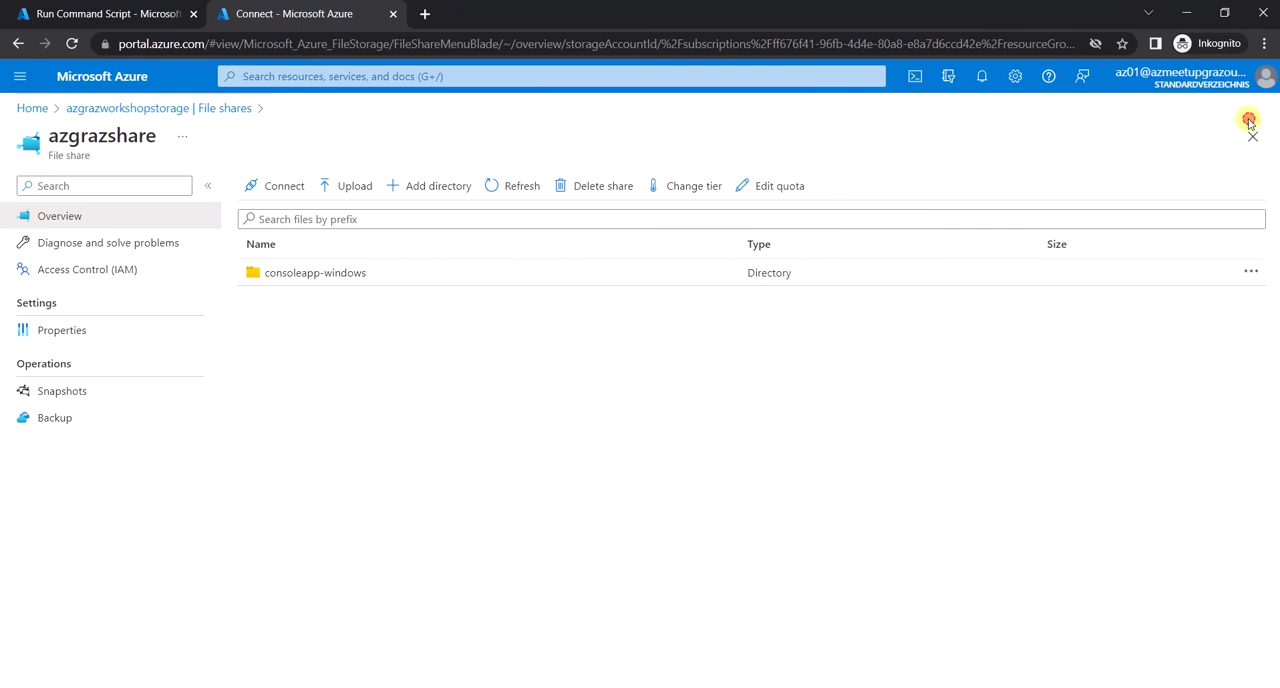 Run Command Script - Microsoft
Connect - Microsoft Azure
portal.azure.com/#view/Microsoft_Azure_FileStorage/FileShareMenuBlade/~/overview/storageAccountId/%2Fsubscriptions%2Fff676f41-96fb-4d4e-80a8-e8a7d6ccd42e%2FresourceGro...
Inkognito
Microsoft Azure
Search resources, services, and docs (G+/)
az01@azmeetupgrazou...
STANDARDVERZEICHNIS
Home > azgrazworkshopstorage | File shares >
azgrazshare ...
File share
Search
Connect Upload Add directory Refresh Delete share Change tier Edit quota
Overview
Search files by prefix
Diagnose and solve problems
Name Type Size
Access Control (IAM)
consoleapp-windows Directory
Settings
Properties
Operations
Snapshots
Backup